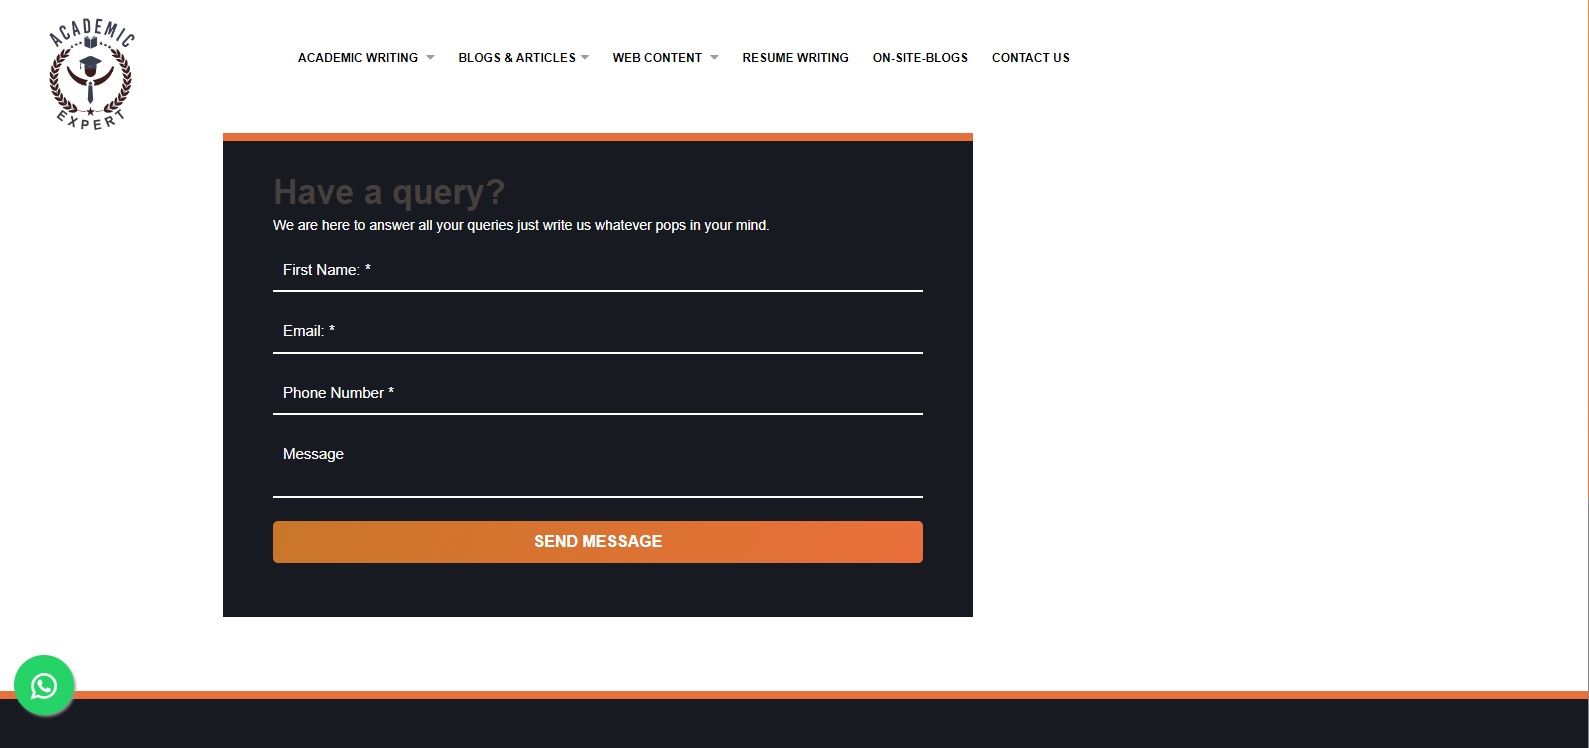 ACADEMIC
EXPERT
ACADEMIC WRITING BLOGS & ARTICLES WEB CONTENT RESUME WRITING ON-SITE-BLOGS CONTACT US
Have a query?
We are here to answer all your queries just write us whatever pops in your mind.
First Name: *
Email: *
Phone Number *
Message
SEND MESSAGE